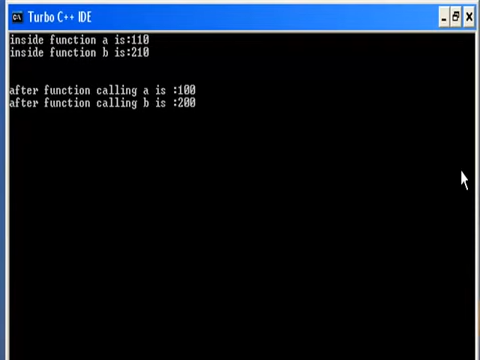 Turbo C++ IDE
inside function a is:110
inside function b is:210
after function calling a is :100
after function calling b is :200